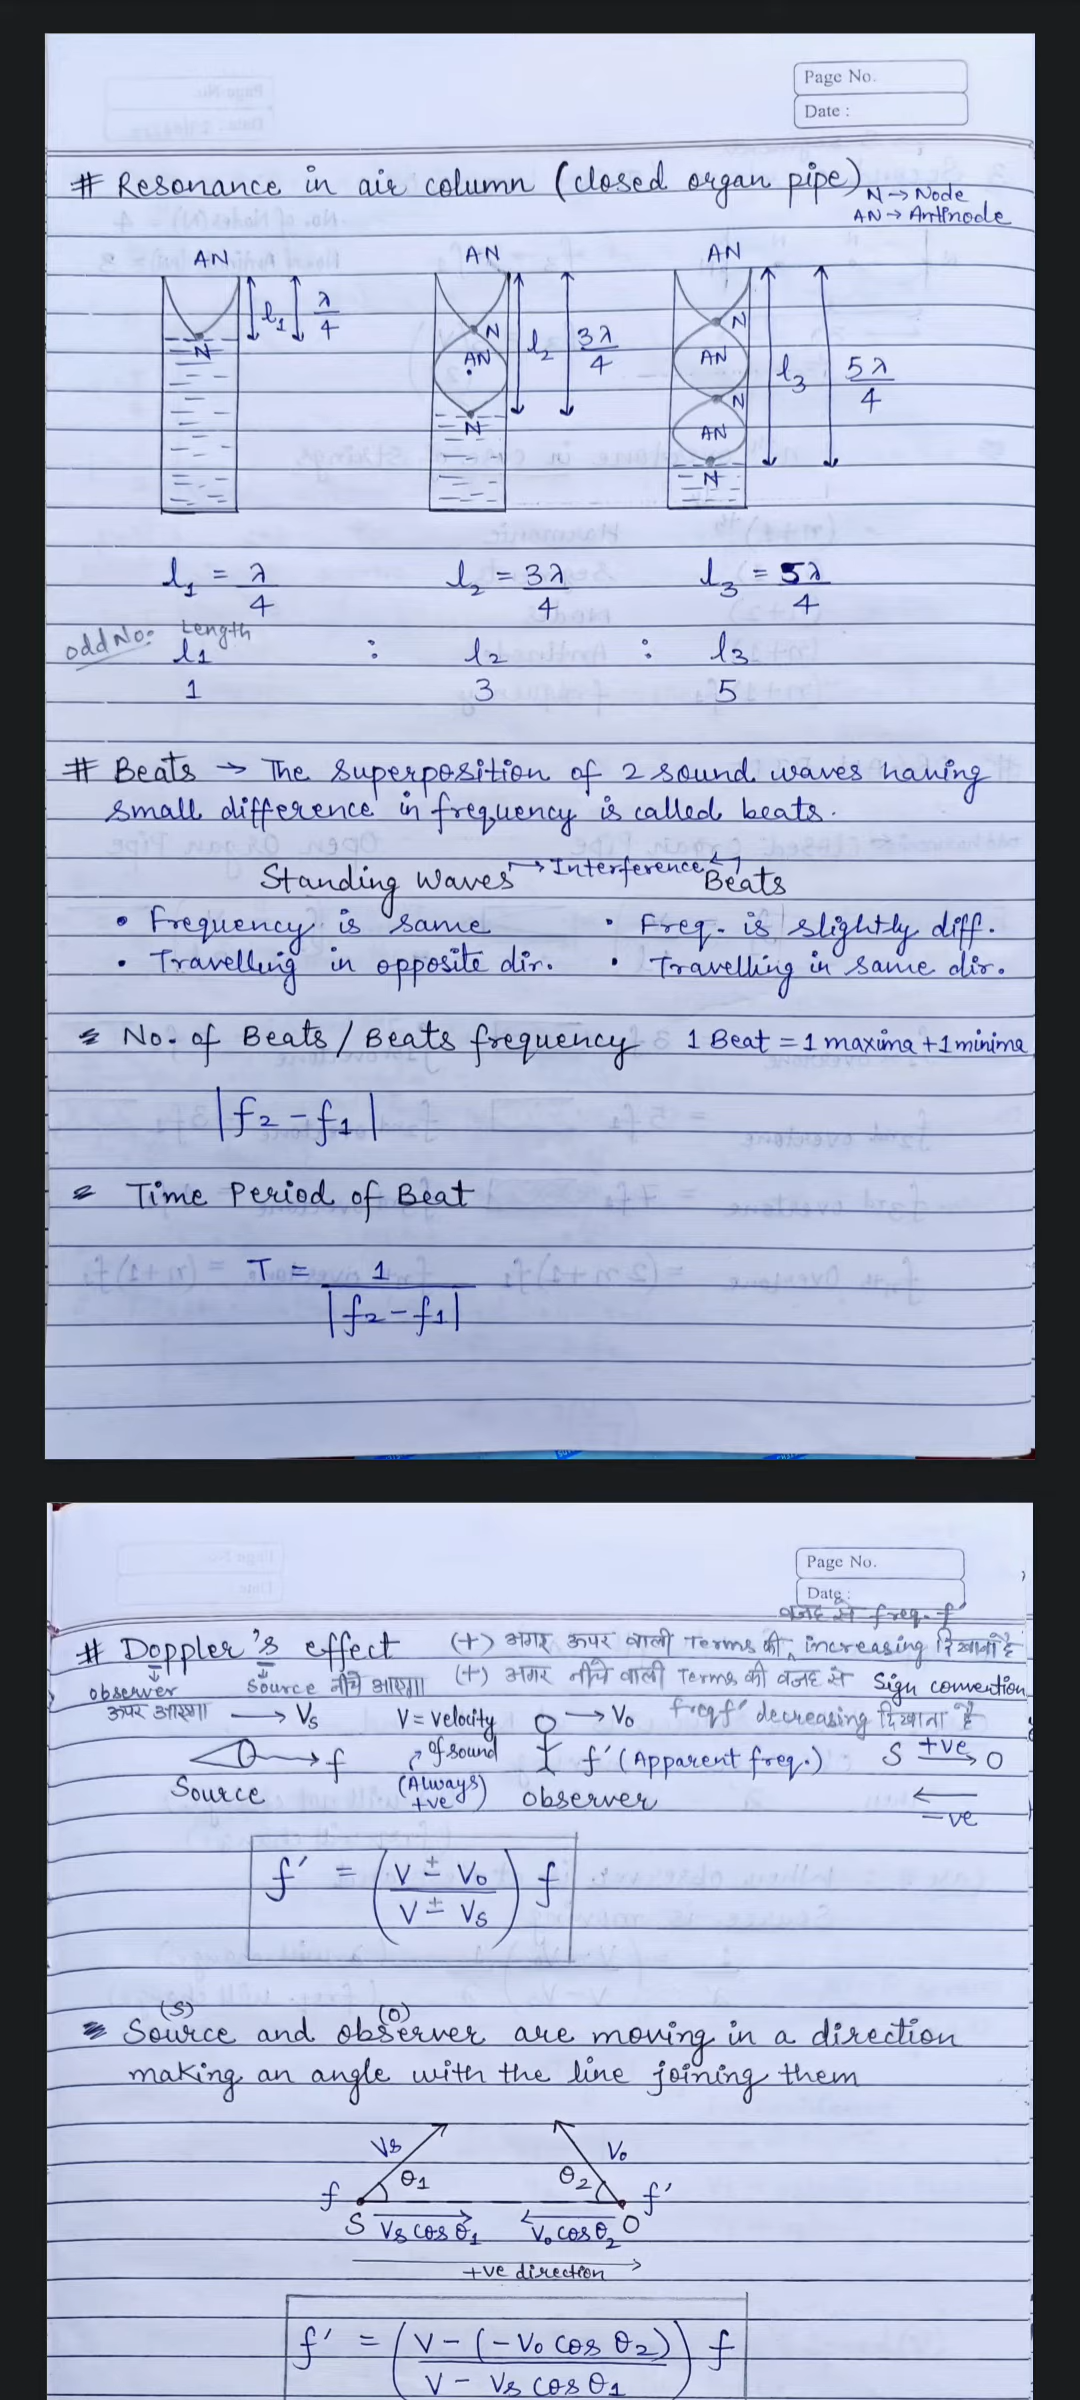 Page No.
Date :
# Resonance in air column (closed organ pipe)
N → Node
AN → Antinode
AN
AN
AN
l1 λ/4
N
N
AN
N
l2 3λ/4
N
AN
N
AN
N
l3 5λ/4
l1 = λ/4 l2 = 3λ/4 l3 = 5λ/4
odd No: Length
l1 : l2 : l3
1 3 5
# Beats → The superposition of 2 sound waves having
small difference in frequency is called beats.
Standing waves → Interference ← Beats
• Frequency is same • Freq. is slightly diff.
• Travelling in opposite dir. • Travelling in same dir.
No. of Beats / Beats frequency 1 Beat = 1 maxima + 1 minima
|f2 - f1|
Time Period of Beat
T = 1/|f2 - f1|
Page No.
Date :
वजह से freq. f'
# Doppler's effect (+) अगर ऊपर वाली Terms की increasing दिखाना है
observer source नीचे आएगा (+) अगर नीचे वाली Terms की वजह से Sign convention
ऊपर आएगा → Vs V = velocity → Vo freq f' decreasing दिखाना है
→ f of sound f' (Apparent freq.) S +ve → O
Source (Always +ve) observer ← -ve
f' = (V ± Vo / V ± Vs) f
(S) (O)
Source and observer are moving in a direction
making an angle with the line joining them
Vs Vo
θ1 θ2
f f'
S Vs cos θ1 Vo cos θ2 O
+ve direction
f' = (V - (-Vo cos θ2) / V - Vs cos θ1) f